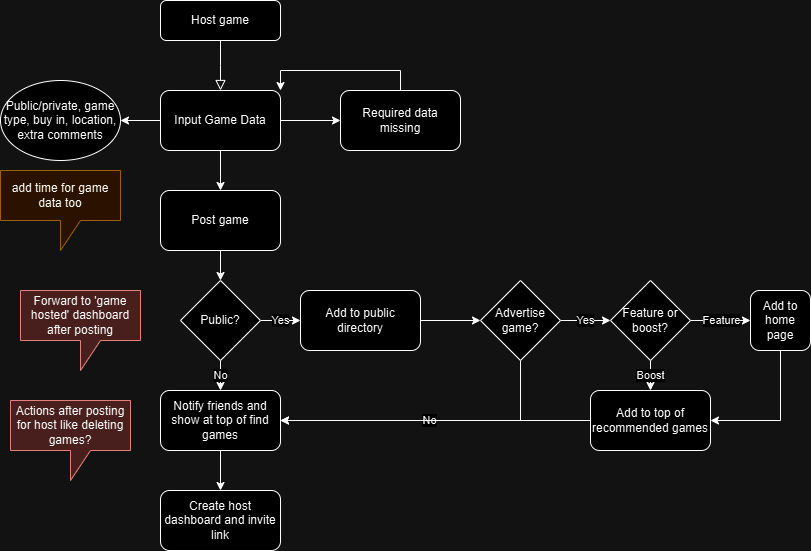 Host game
Public/private, game
type, buy in, location,
extra comments
Input Game Data
Required data
missing
add time for game
data too
Post game
Forward to 'game
hosted' dashboard
after posting
Public?
Yes
Add to public
directory
Advertise
game?
Yes
Feature or
boost?
Feature
Add to
home
page
No
Boost
Actions after posting
for host like deleting
games?
Notify friends and
show at top of find
games
No
Add to top of
recommended games
Create host
dashboard and invite
link